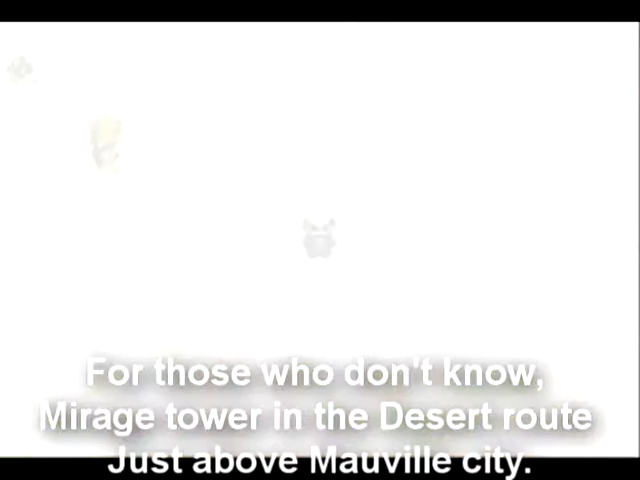 For those who don't know,
Mirage tower in the Desert route
Just above Mauville city.